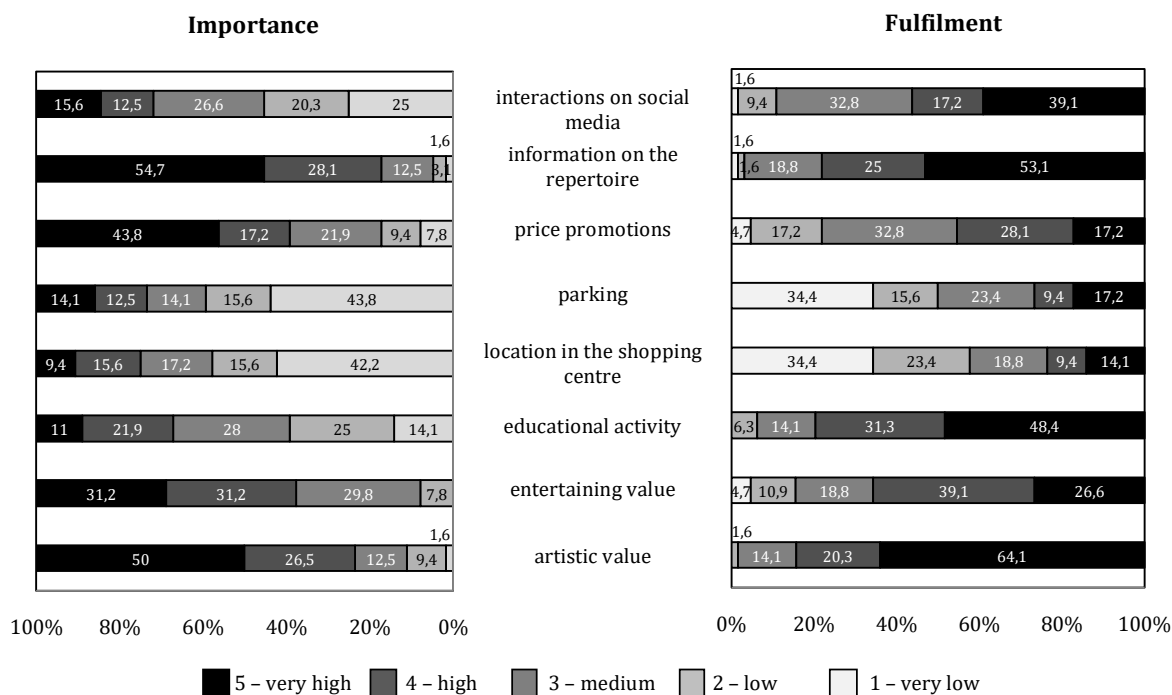 Importance
Fulfilment
15,6 12,5 26,6 20,3 25
interactions on social
media
1,6
9,4 32,8 17,2 39,1
1,6
54,7 28,1 12,5 3,1
information on the
repertoire
1,6
1,6 18,8 25 53,1
43,8 17,2 21,9 9,4 7,8
price promotions
4,7 17,2 32,8 28,1 17,2
14,1 12,5 14,1 15,6 43,8
parking
34,4 15,6 23,4 9,4 17,2
9,4 15,6 17,2 15,6 42,2
location in the shopping
centre
34,4 23,4 18,8 9,4 14,1
11 21,9 28 25 14,1
educational activity
6,3 14,1 31,3 48,4
31,2 31,2 29,8 7,8
entertaining value
4,7 10,9 18,8 39,1 26,6
1,6
50 26,5 12,5 9,4
artistic value
1,6
14,1 20,3 64,1
100% 80% 60% 40% 20% 0%
0% 20% 40% 60% 80% 100%
5 – very high 4 – high 3 – medium 2 – low 1 – very low